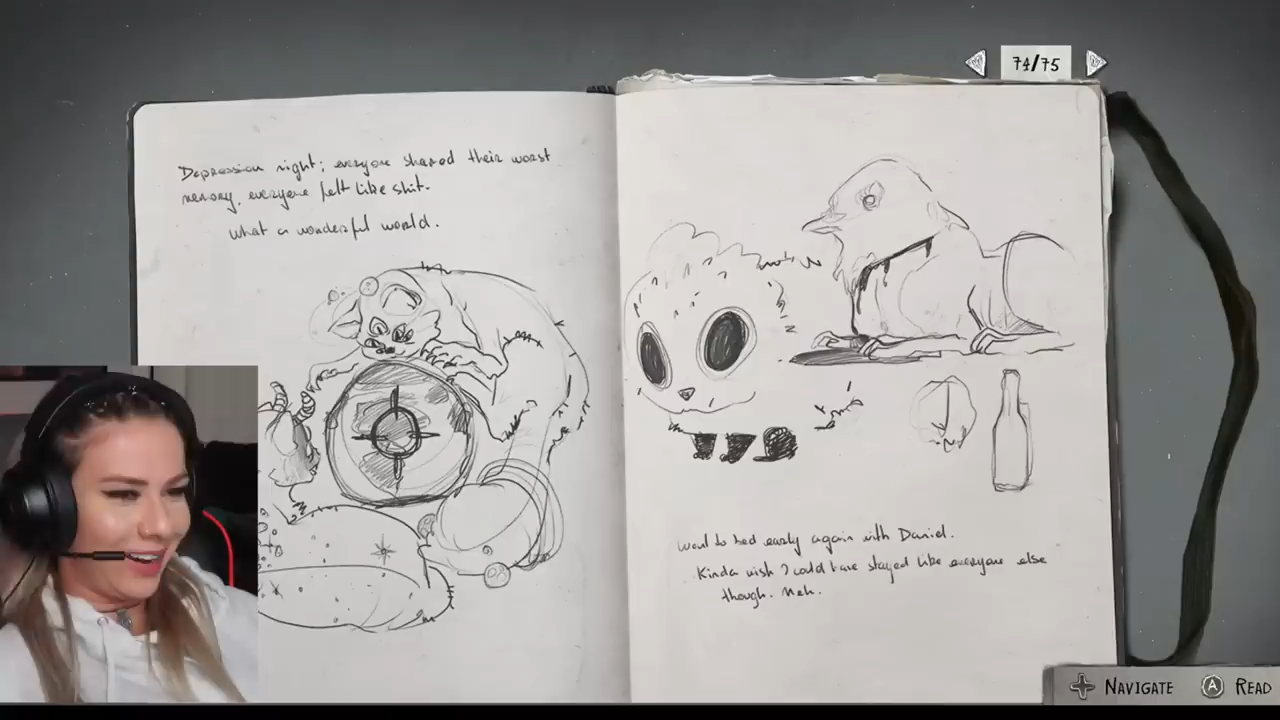 74/75
Depression night; everyone shared their worst
memory, everyone felt like shit.
what a wonderful world.
went to bed early again with Daniel.
Kinda wish I could have stayed like everyone else
though. Meh.
NAVIGATE
A READ